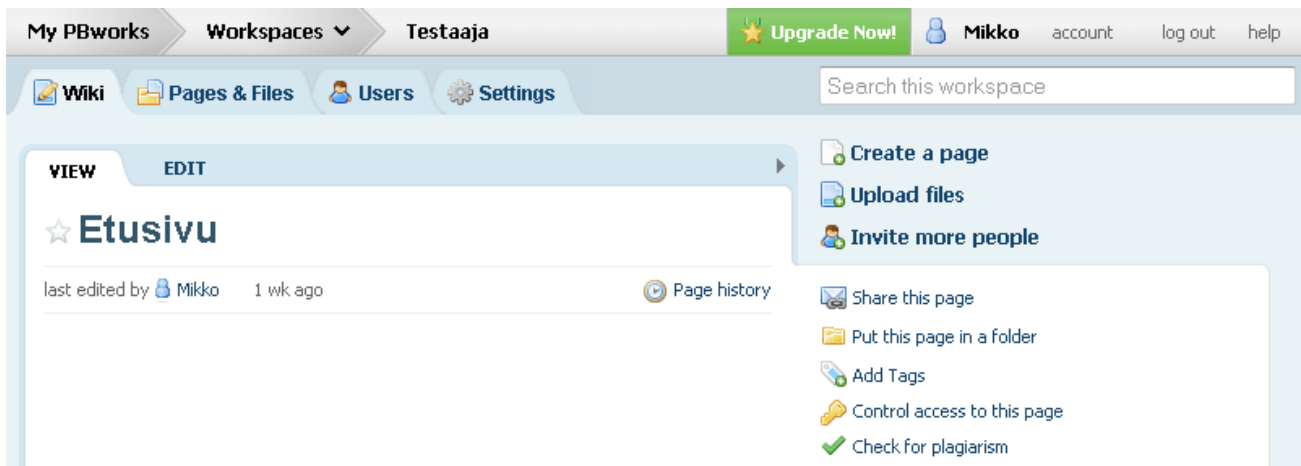 My PBworks Workspaces Testaaja Upgrade Now! Mikko account log out help
Wiki Pages & Files Users Settings Search this workspace
VIEW EDIT
Create a page
Upload files
Etusivu
Invite more people
last edited by Mikko 1 wk ago Page history
Share this page
Put this page in a folder
Add Tags
Control access to this page
Check for plagiarism